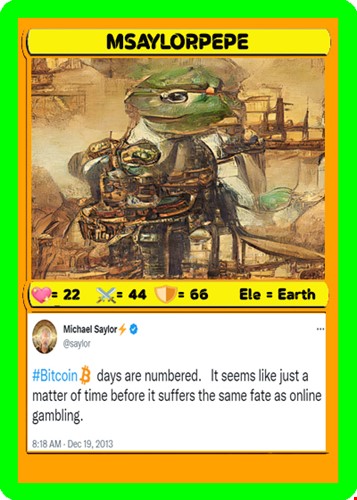 MSAYLORPEPE
= 22 = 44 = 66 Ele = Earth
Michael Saylor
@saylor
#Bitcoin days are numbered. It seems like just a
matter of time before it suffers the same fate as online
gambling.
8:18 AM · Dec 19, 2013